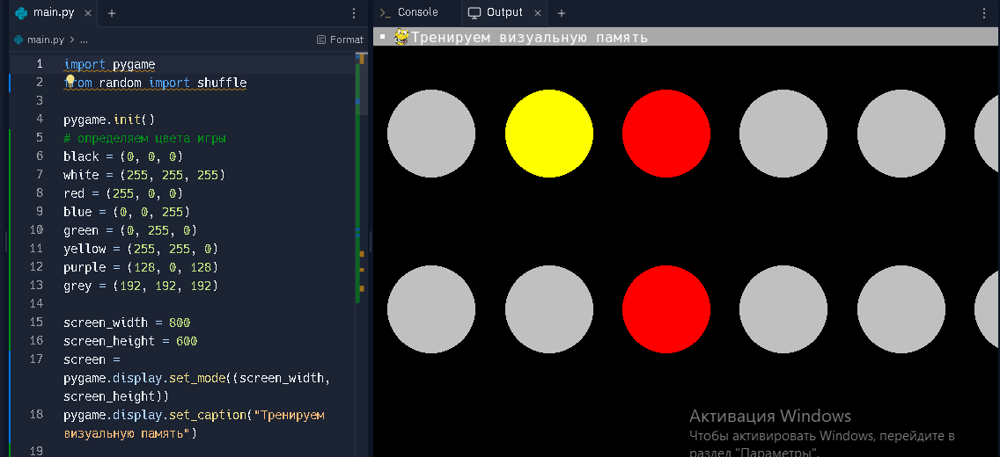 main.py
Console
Output
main.py > ...
Format
Тренируем визуальную память
1 import pygame
2 from random import shuffle
3
4 pygame.init()
5 # определяем цвета игры
6 black = (0, 0, 0)
7 white = (255, 255, 255)
8 red = (255, 0, 0)
9 blue = (0, 0, 255)
10 green = (0, 255, 0)
11 yellow = (255, 255, 0)
12 purple = (128, 0, 128)
13 grey = (192, 192, 192)
14
15 screen_width = 800
16 screen_height = 600
17 screen =
pygame.display.set_mode((screen_width,
screen_height))
18 pygame.display.set_caption("Тренируем
визуальную память")
19
Активация Windows
Чтобы активировать Windows, перейдите в
раздел "Параметры".